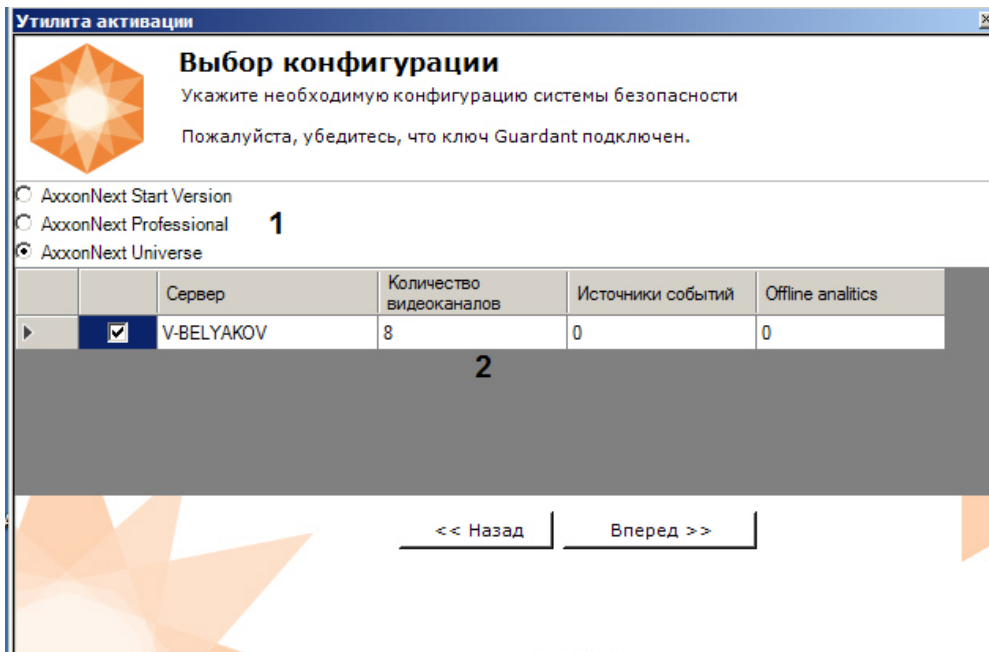 Утилита активации
Выбор конфигурации
Укажите необходимую конфигурацию системы безопасности
Пожалуйста, убедитесь, что ключ Guardant подключен.
AxxonNext Start Version
AxxonNext Professional 1
AxxonNext Universe
Сервер Количество видеоканалов Источники событий Offline analitics
V-BELYAKOV 8 0 0
2
<< Назад Вперед >>